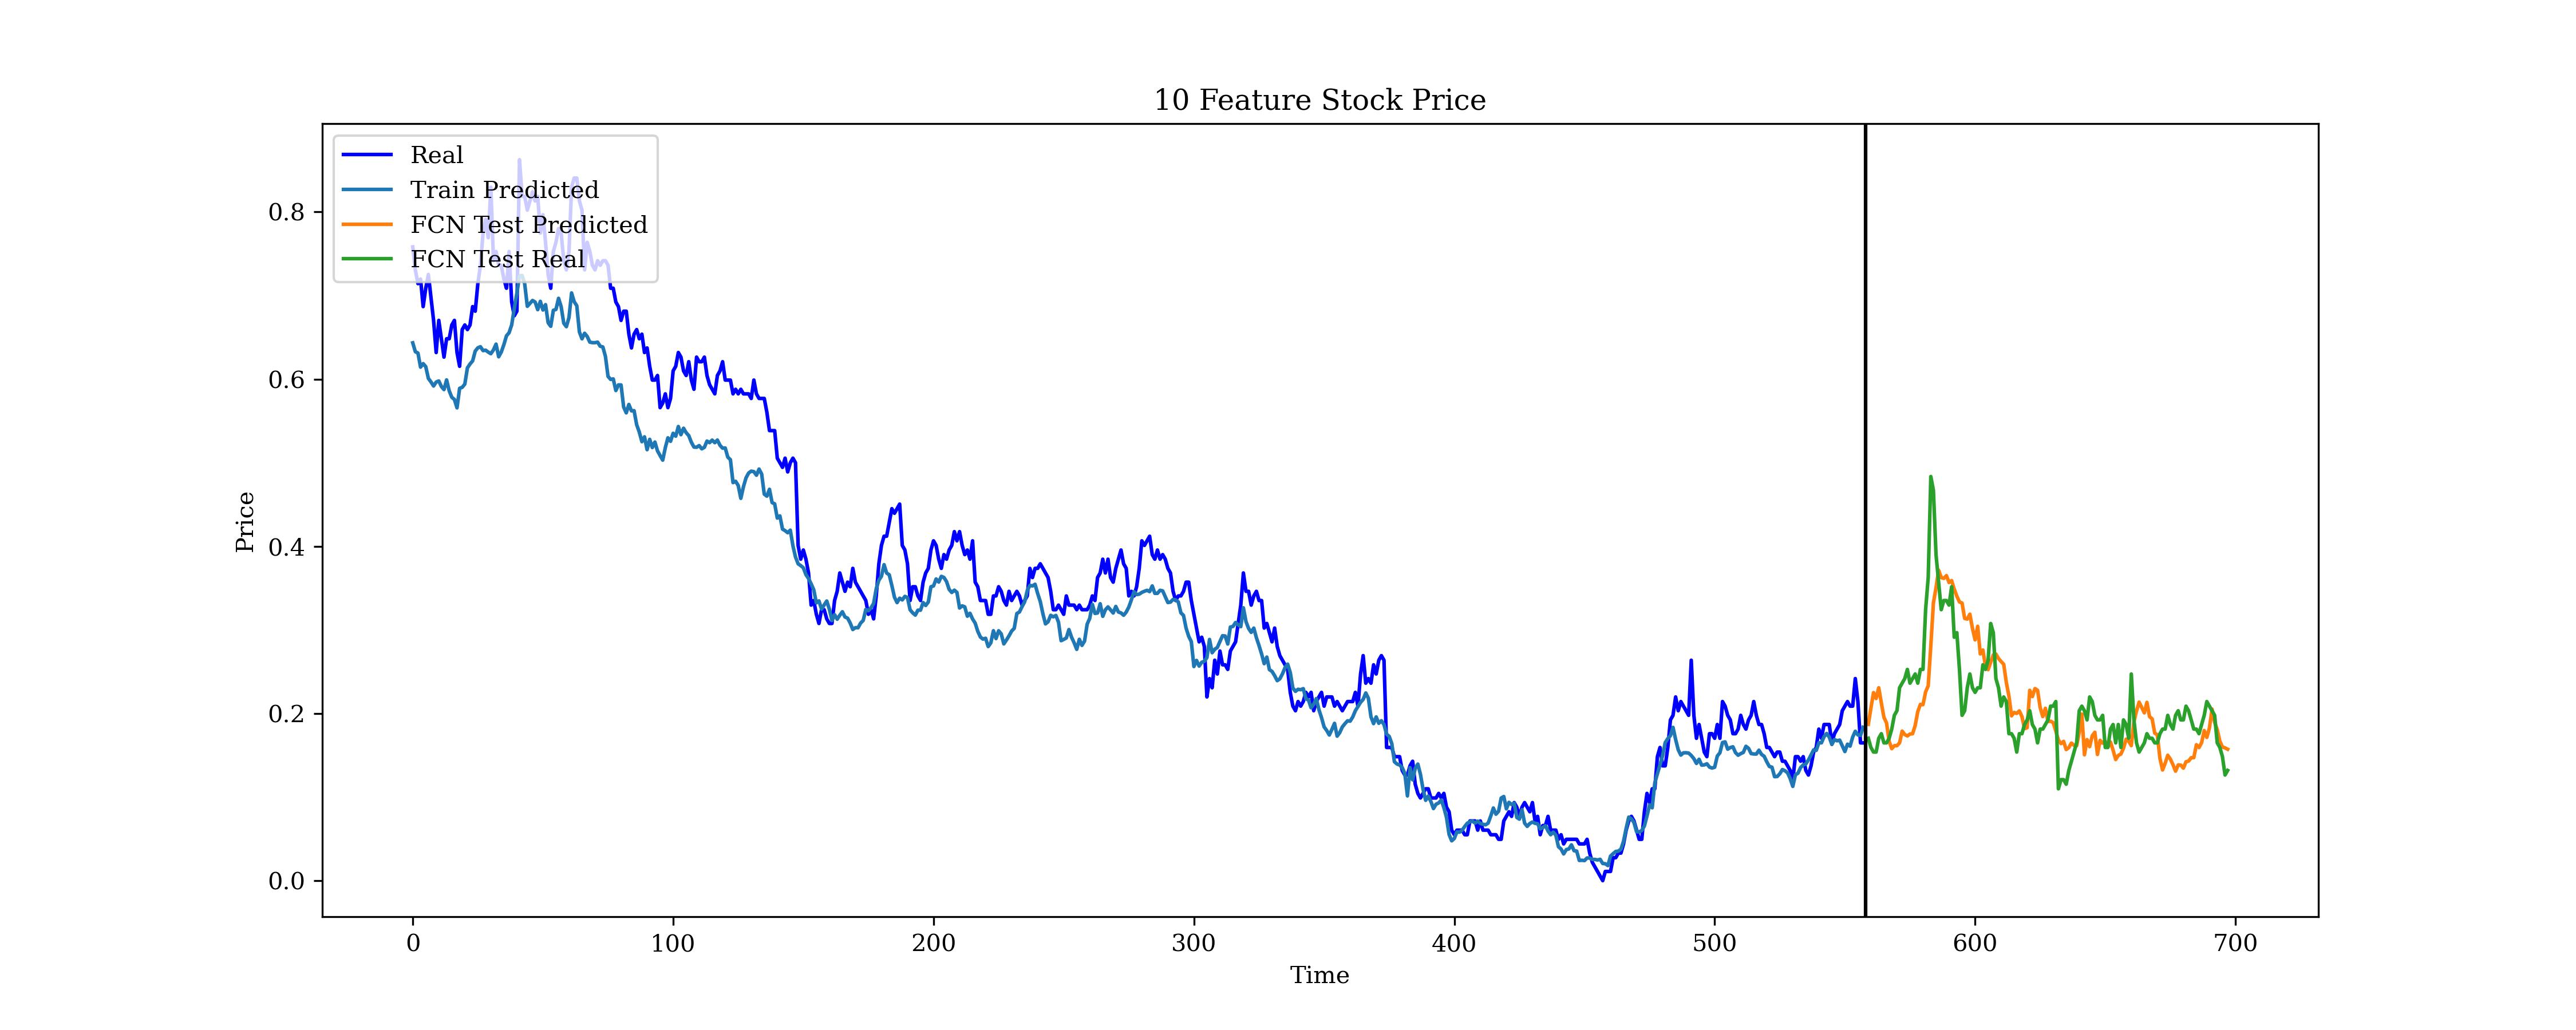 10 Feature Stock Price
Real
Train Predicted
FCN Test Predicted
FCN Test Real
Price
0.8
0.6
0.4
0.2
0.0
0 100 200 300 400 500 600 700
Time